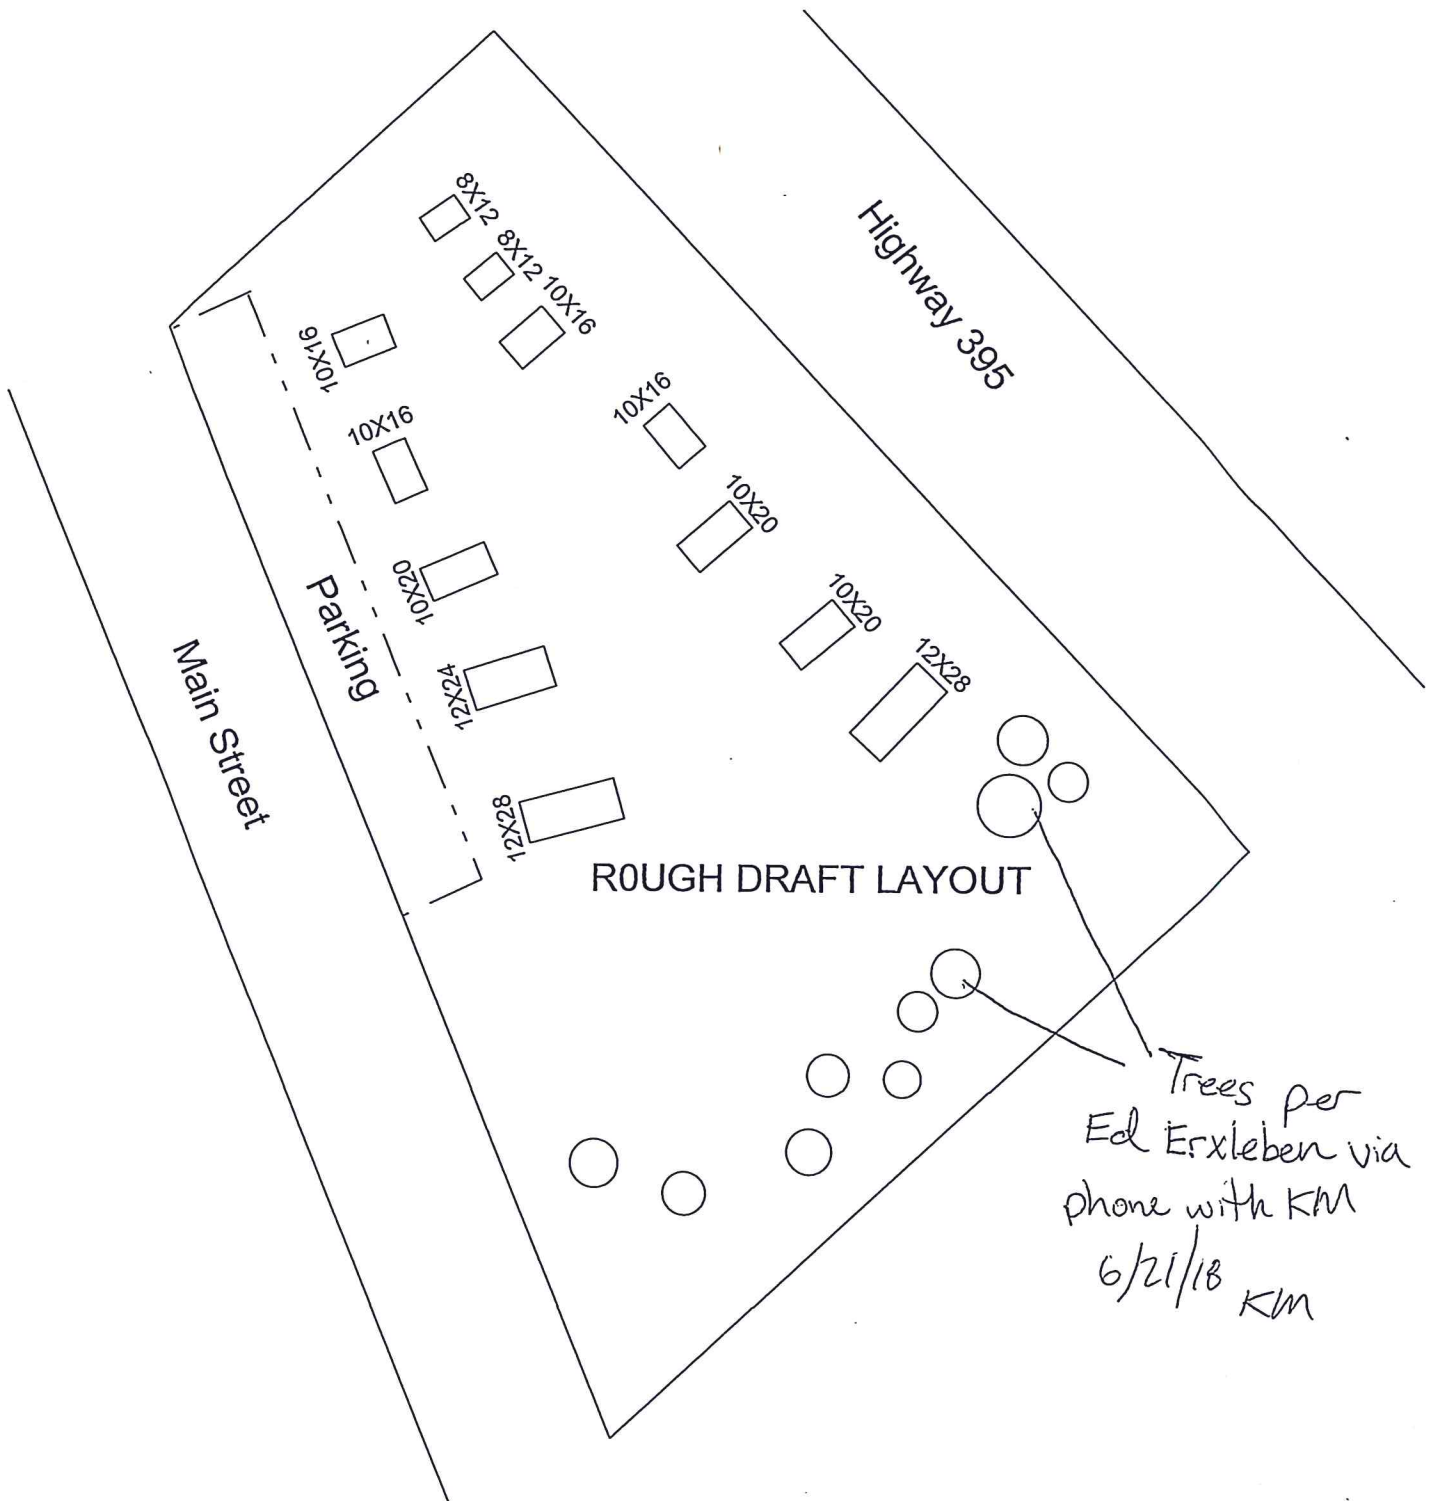 8X12
8X12
10X16
10X16
10X16
10X16
10X20
10X20
10X20
12X24
12X28
12X28
Highway 395
Parking
Main Street
R0UGH DRAFT LAYOUT
Trees per
Ed Erxleben via
phone with KM
6/21/18
KM